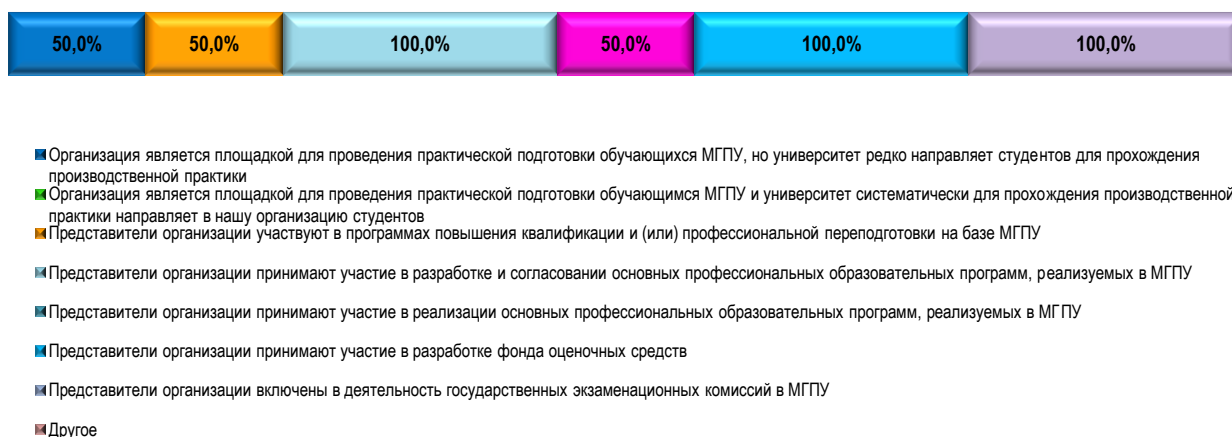 50,0% 50,0% 100,0% 50,0% 100,0% 100,0%
Организация является площадкой для проведения практической подготовки обучающихся МГПУ, но университет редко направляет студентов для прохождения
производственной практики
Организация является площадкой для проведения практической подготовки обучающимся МГПУ и университет систематически для прохождения производственной
практики направляет в нашу организацию студентов
Представители организации участвуют в программах повышения квалификации и (или) профессиональной переподготовки на базе МГПУ
Представители организации принимают участие в разработке и согласовании основных профессиональных образовательных программ, реализуемых в МГПУ
Представители организации принимают участие в реализации основных профессиональных образовательных программ, реализуемых в МГПУ
Представители организации принимают участие в разработке фонда оценочных средств
Представители организации включены в деятельность государственных экзаменационных комиссий в МГПУ
Другое